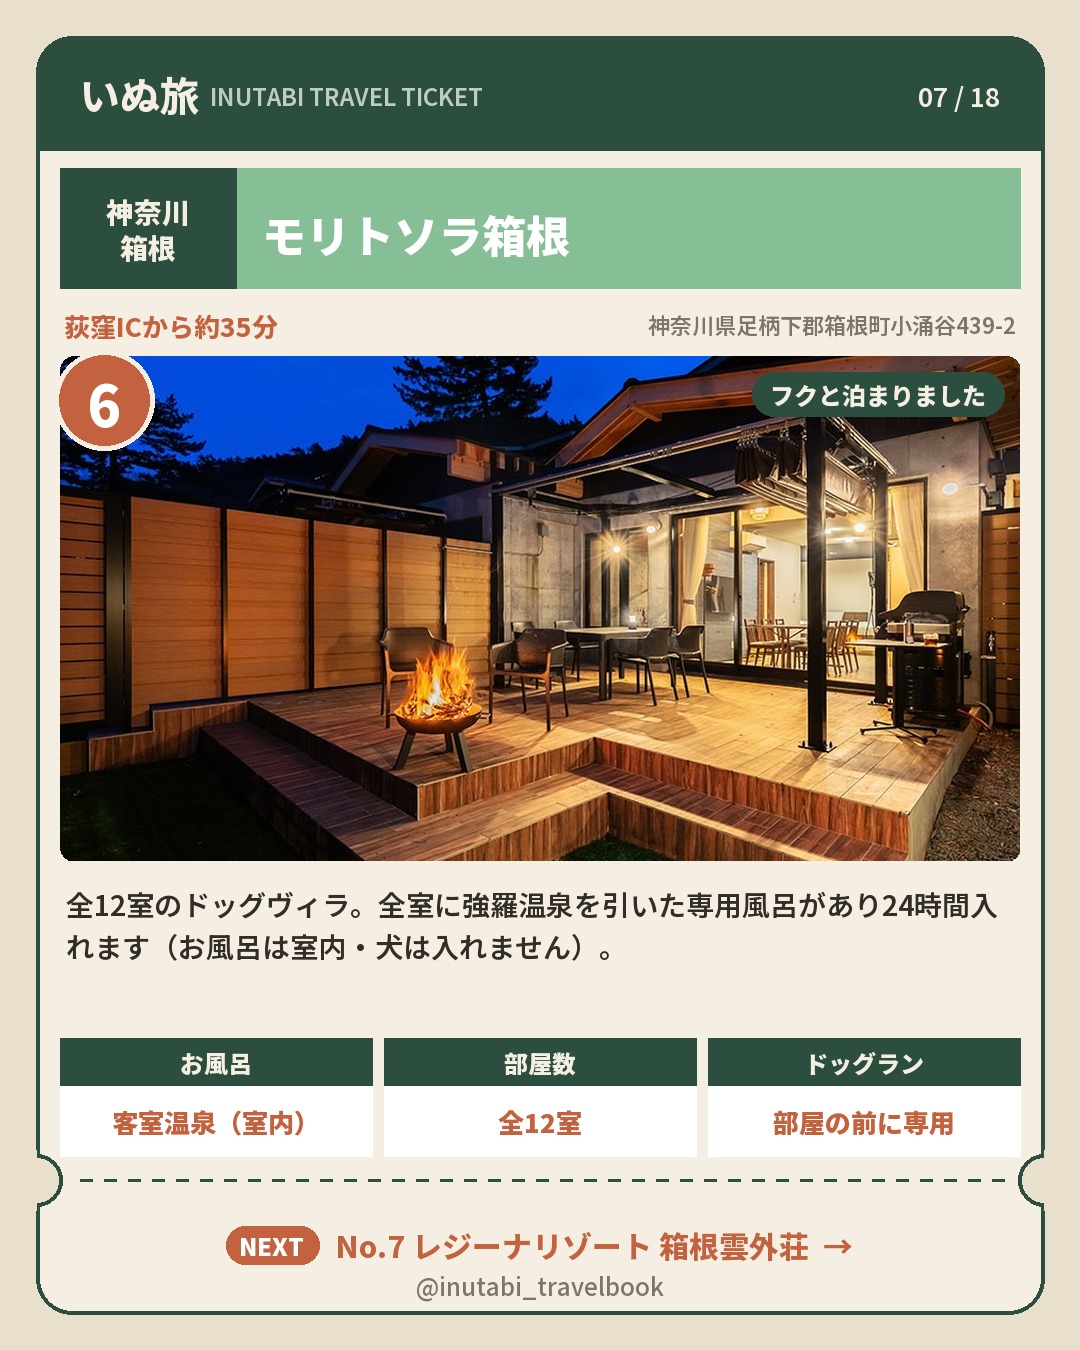 いぬ旅 INUTABI TRAVEL TICKET 07 / 18
神奈川
箱根
モリトソラ箱根
荻窪ICから約35分 神奈川県足柄下郡箱根町小涌谷439-2
6
フクと泊まりました
全12室のドッグヴィラ。全室に強羅温泉を引いた専用風呂があり24時間入
れます（お風呂は室内・犬は入れません）。
お風呂 部屋数 ドッグラン
客室温泉（室内） 全12室 部屋の前に専用
NEXT No.7 レジーナリゾート 箱根雲外荘 →
@inutabi_travelbook